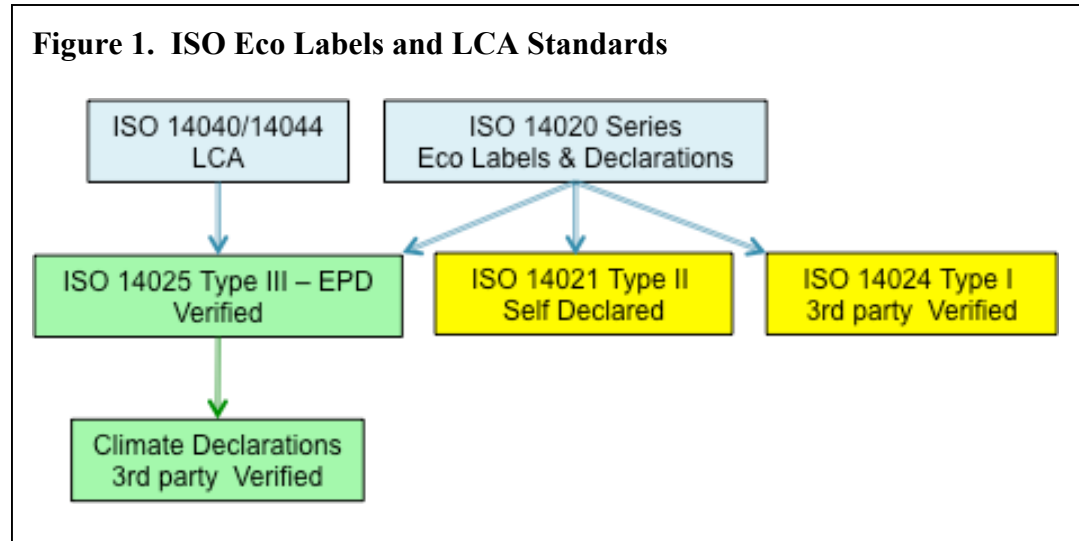 Figure 1. ISO Eco Labels and LCA Standards
ISO 14040/14044
LCA
ISO 14020 Series
Eco Labels & Declarations
ISO 14025 Type III – EPD
Verified
ISO 14021 Type II
Self Declared
ISO 14024 Type I
3rd party Verified
Climate Declarations
3rd party Verified